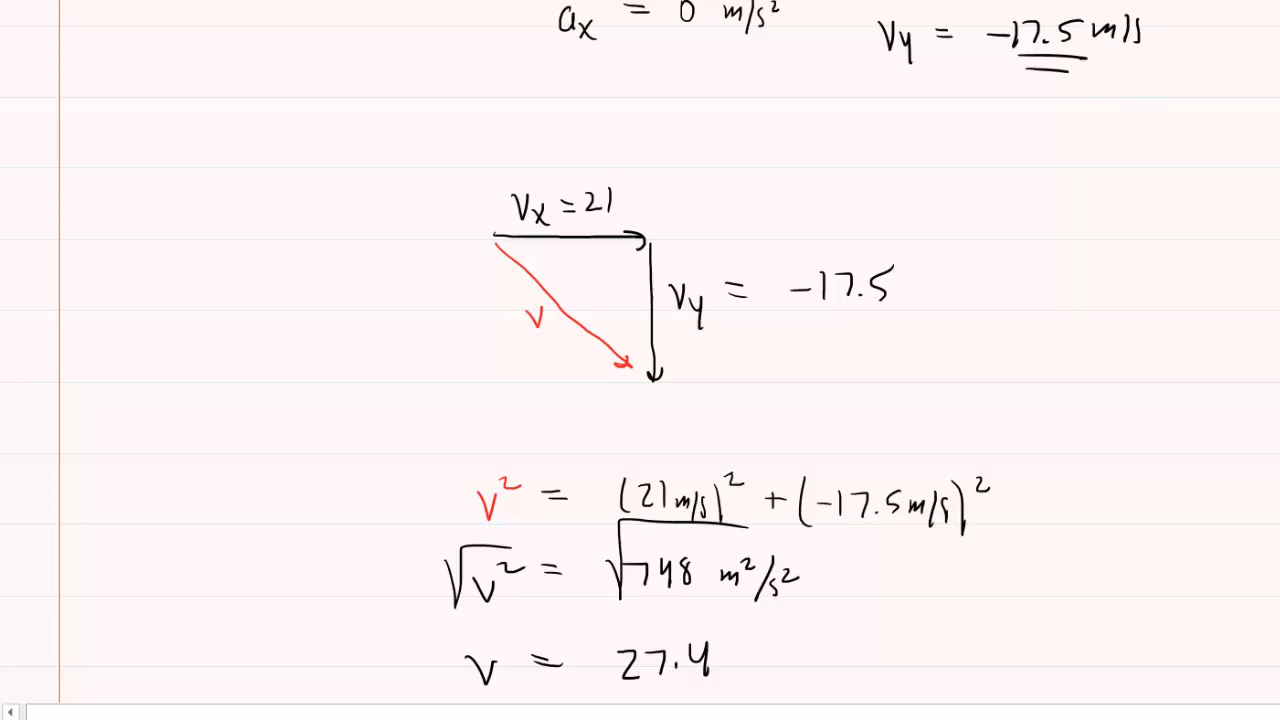 ax = 0 m/s²
Vy = -17.5 m/s
Vx = 21
Vy = -17.5
V
V² = (21 m/s)² + (-17.5 m/s)²
√V² = √748 m²/s²
V = 27.4